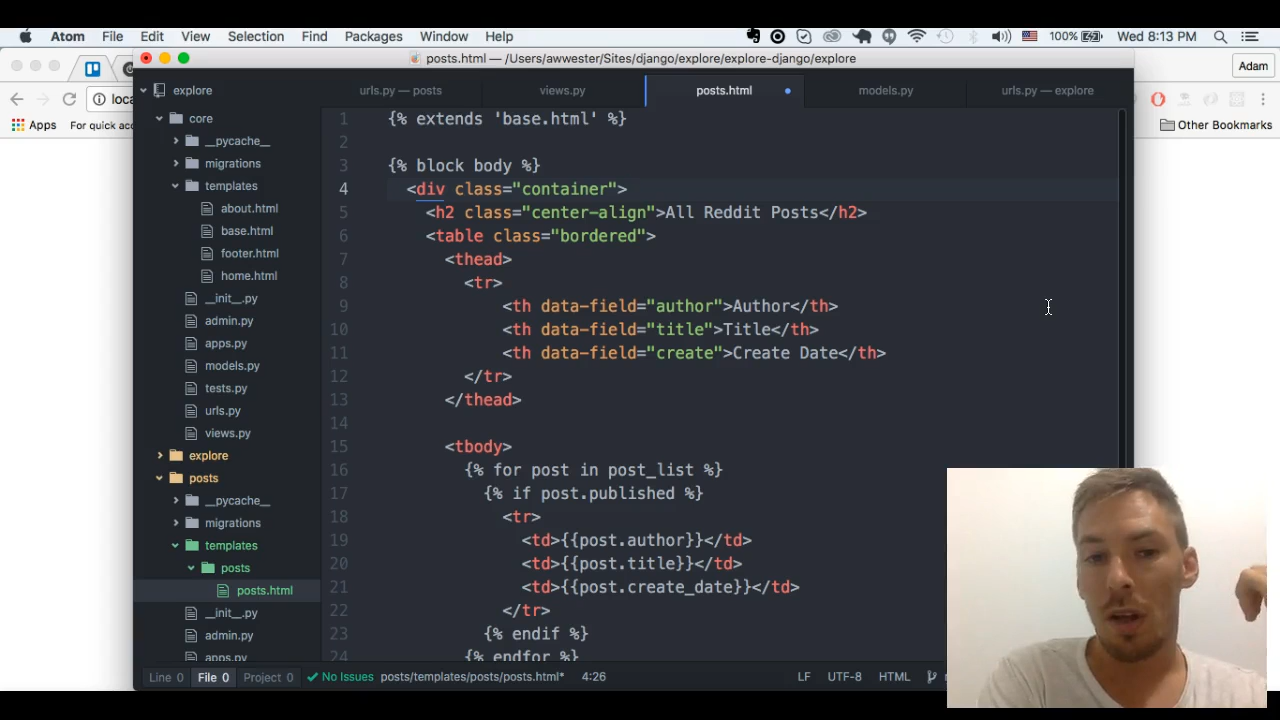 Atom File Edit View Selection Find Packages Window Help 100% Wed 8:13 PM
posts.html — /Users/awwester/Sites/django/explore/explore-django/explore
Adam
explore urls.py — posts views.py posts.html models.py urls.py — explore
loca
Apps For quick acc
Other Bookmarks
core
__pycache__
migrations
templates
about.html
base.html
footer.html
home.html
__init__.py
admin.py
apps.py
models.py
tests.py
urls.py
views.py
explore
posts
__pycache__
migrations
templates
posts
posts.html
__init__.py
admin.py
apps.py
1 {% extends 'base.html' %}
2
3 {% block body %}
4 <div class="container">
5 <h2 class="center-align">All Reddit Posts</h2>
6 <table class="bordered">
7 <thead>
8 <tr>
9 <th data-field="author">Author</th>
10 <th data-field="title">Title</th>
11 <th data-field="create">Create Date</th>
12 </tr>
13 </thead>
14
15 <tbody>
16 {% for post in post_list %}
17 {% if post.published %}
18 <tr>
19 <td>{{post.author}}</td>
20 <td>{{post.title}}</td>
21 <td>{{post.create_date}}</td>
22 </tr>
23 {% endif %}
24 {% endfor %}
Line 0 File 0 Project 0 No Issues posts/templates/posts/posts.html* 4:26 LF UTF-8 HTML